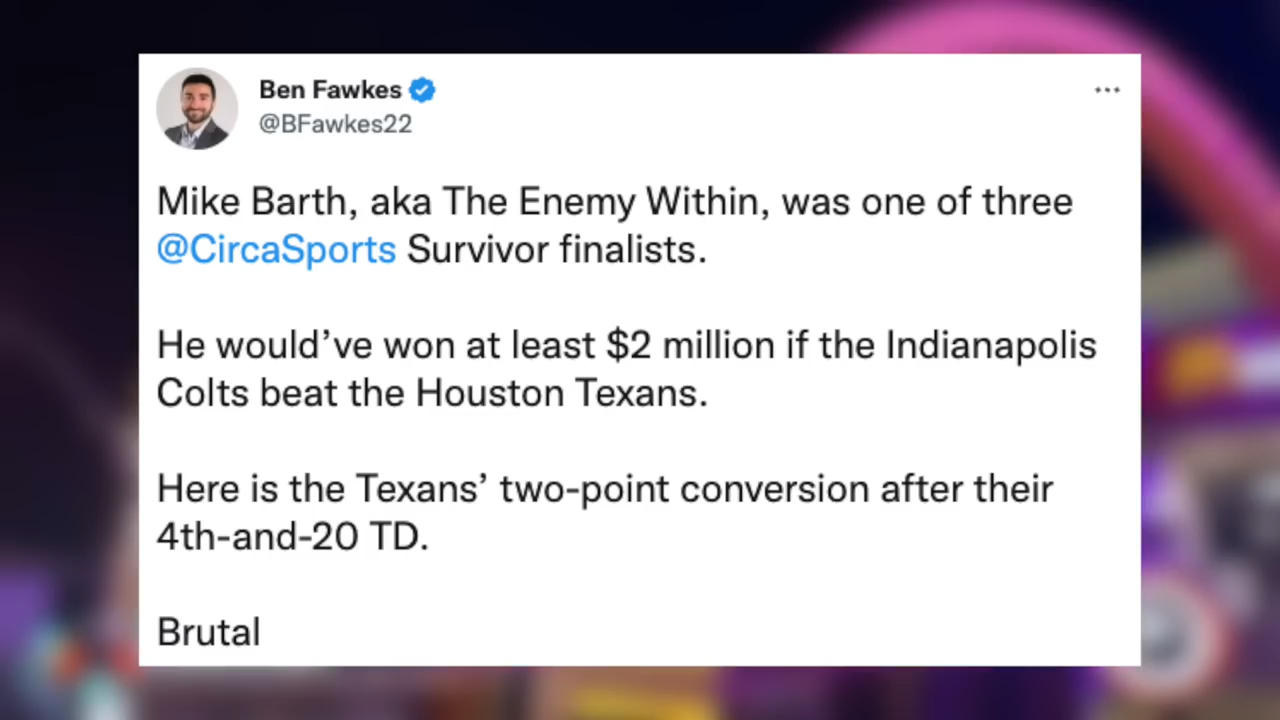 Ben Fawkes
@BFawkes22
Mike Barth, aka The Enemy Within, was one of three
@CircaSports Survivor finalists.
He would’ve won at least $2 million if the Indianapolis
Colts beat the Houston Texans.
Here is the Texans’ two-point conversion after their
4th-and-20 TD.
Brutal